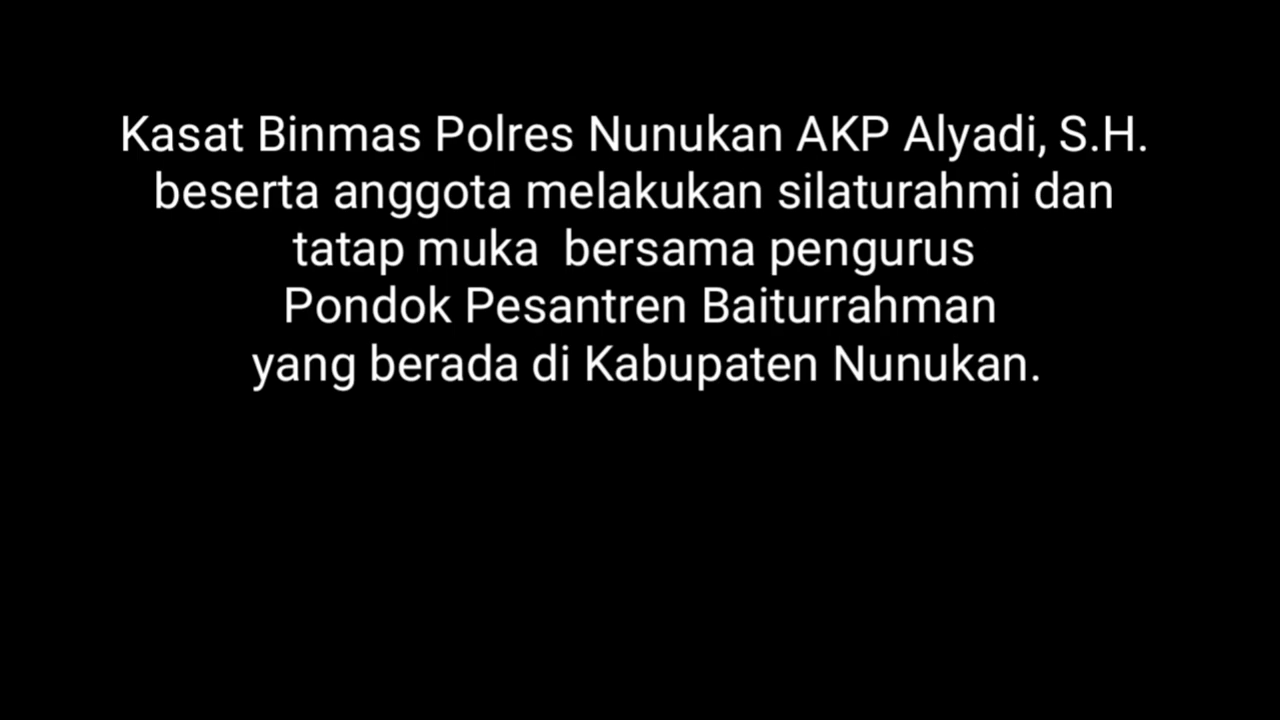 Kasat Binmas Polres Nunukan AKP Alyadi, S.H.
beserta anggota melakukan silaturahmi dan
tatap muka  bersama pengurus
Pondok Pesantren Baiturrahman
yang berada di Kabupaten Nunukan.